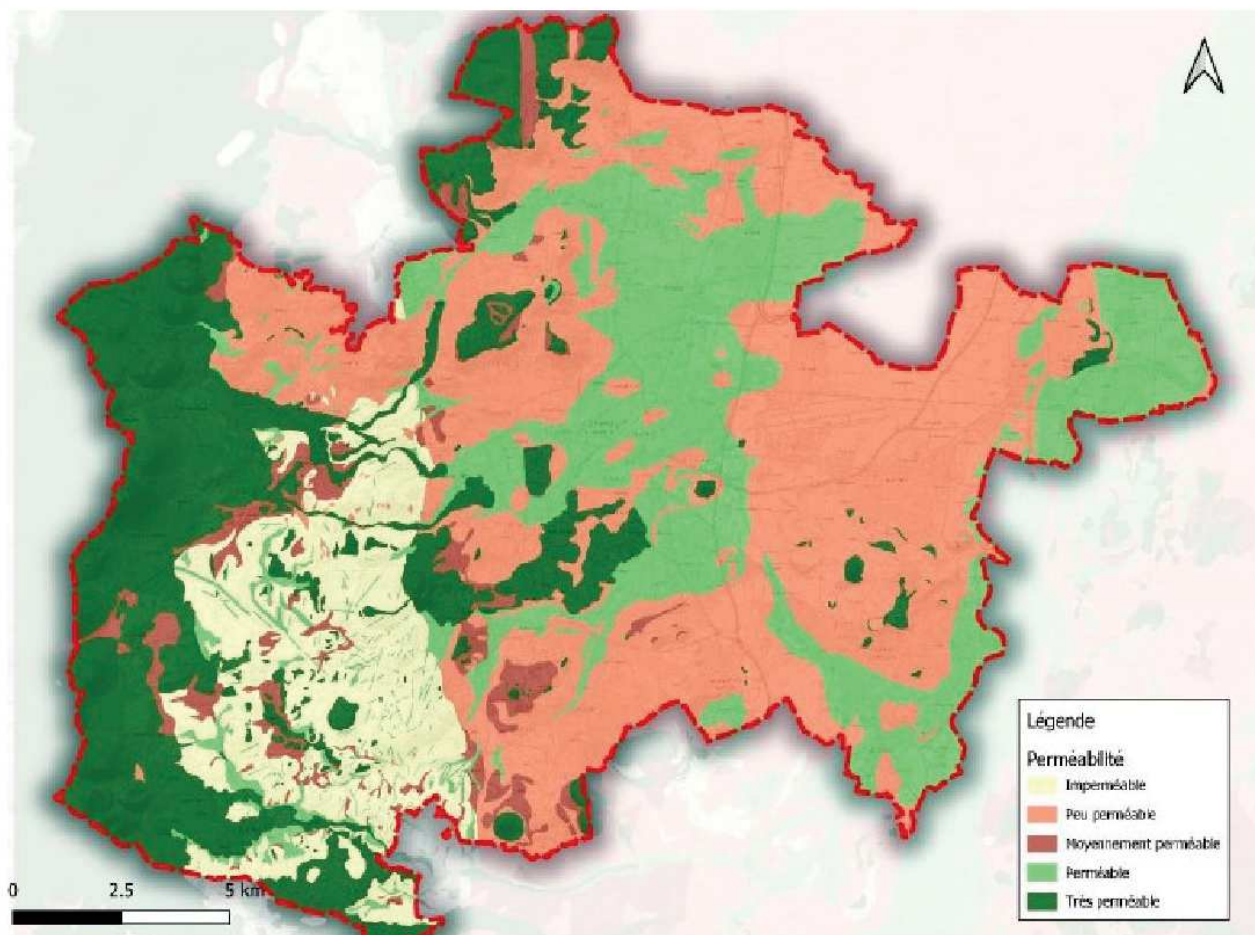 Légende
Perméabilité
Imperméable
Peu perméable
Moyennement perméable
Perméable
Très perméable
0 2.5 5 km